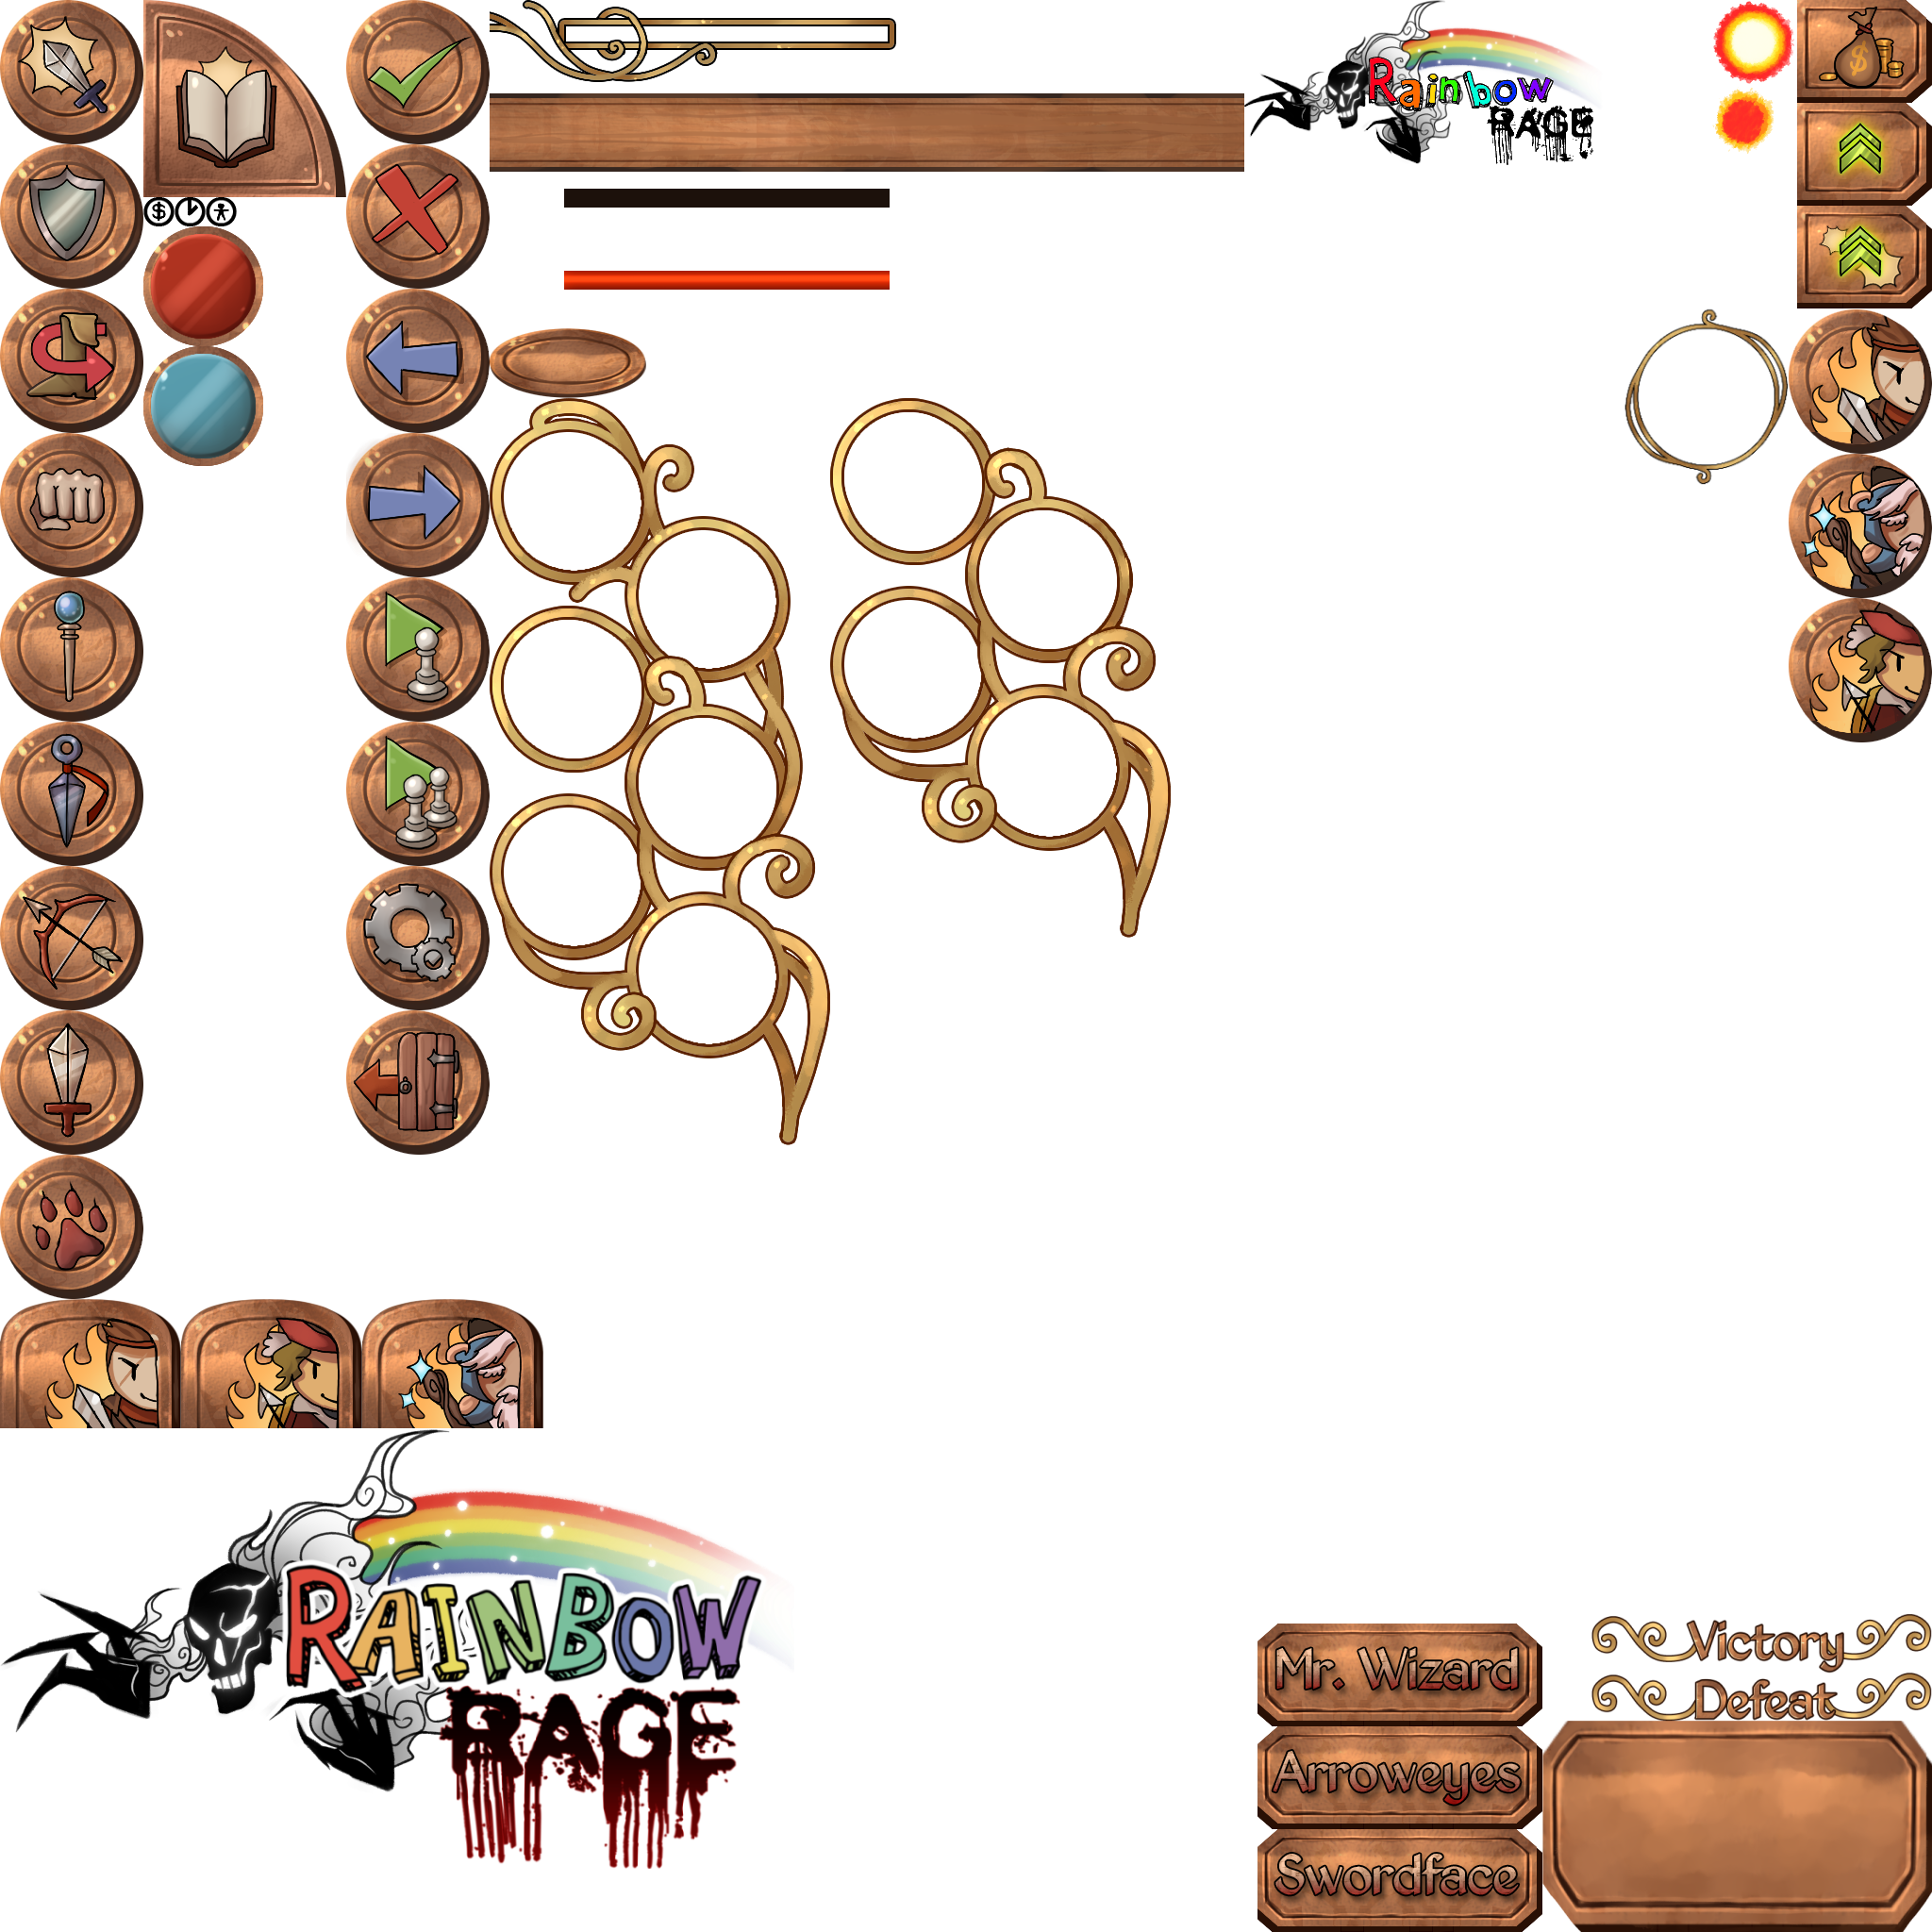 Rainbow
RAGE
$
$
RAINBOW
RAGE
Victory
Mr. Wizard
Defeat
Arroweyes
Swordface